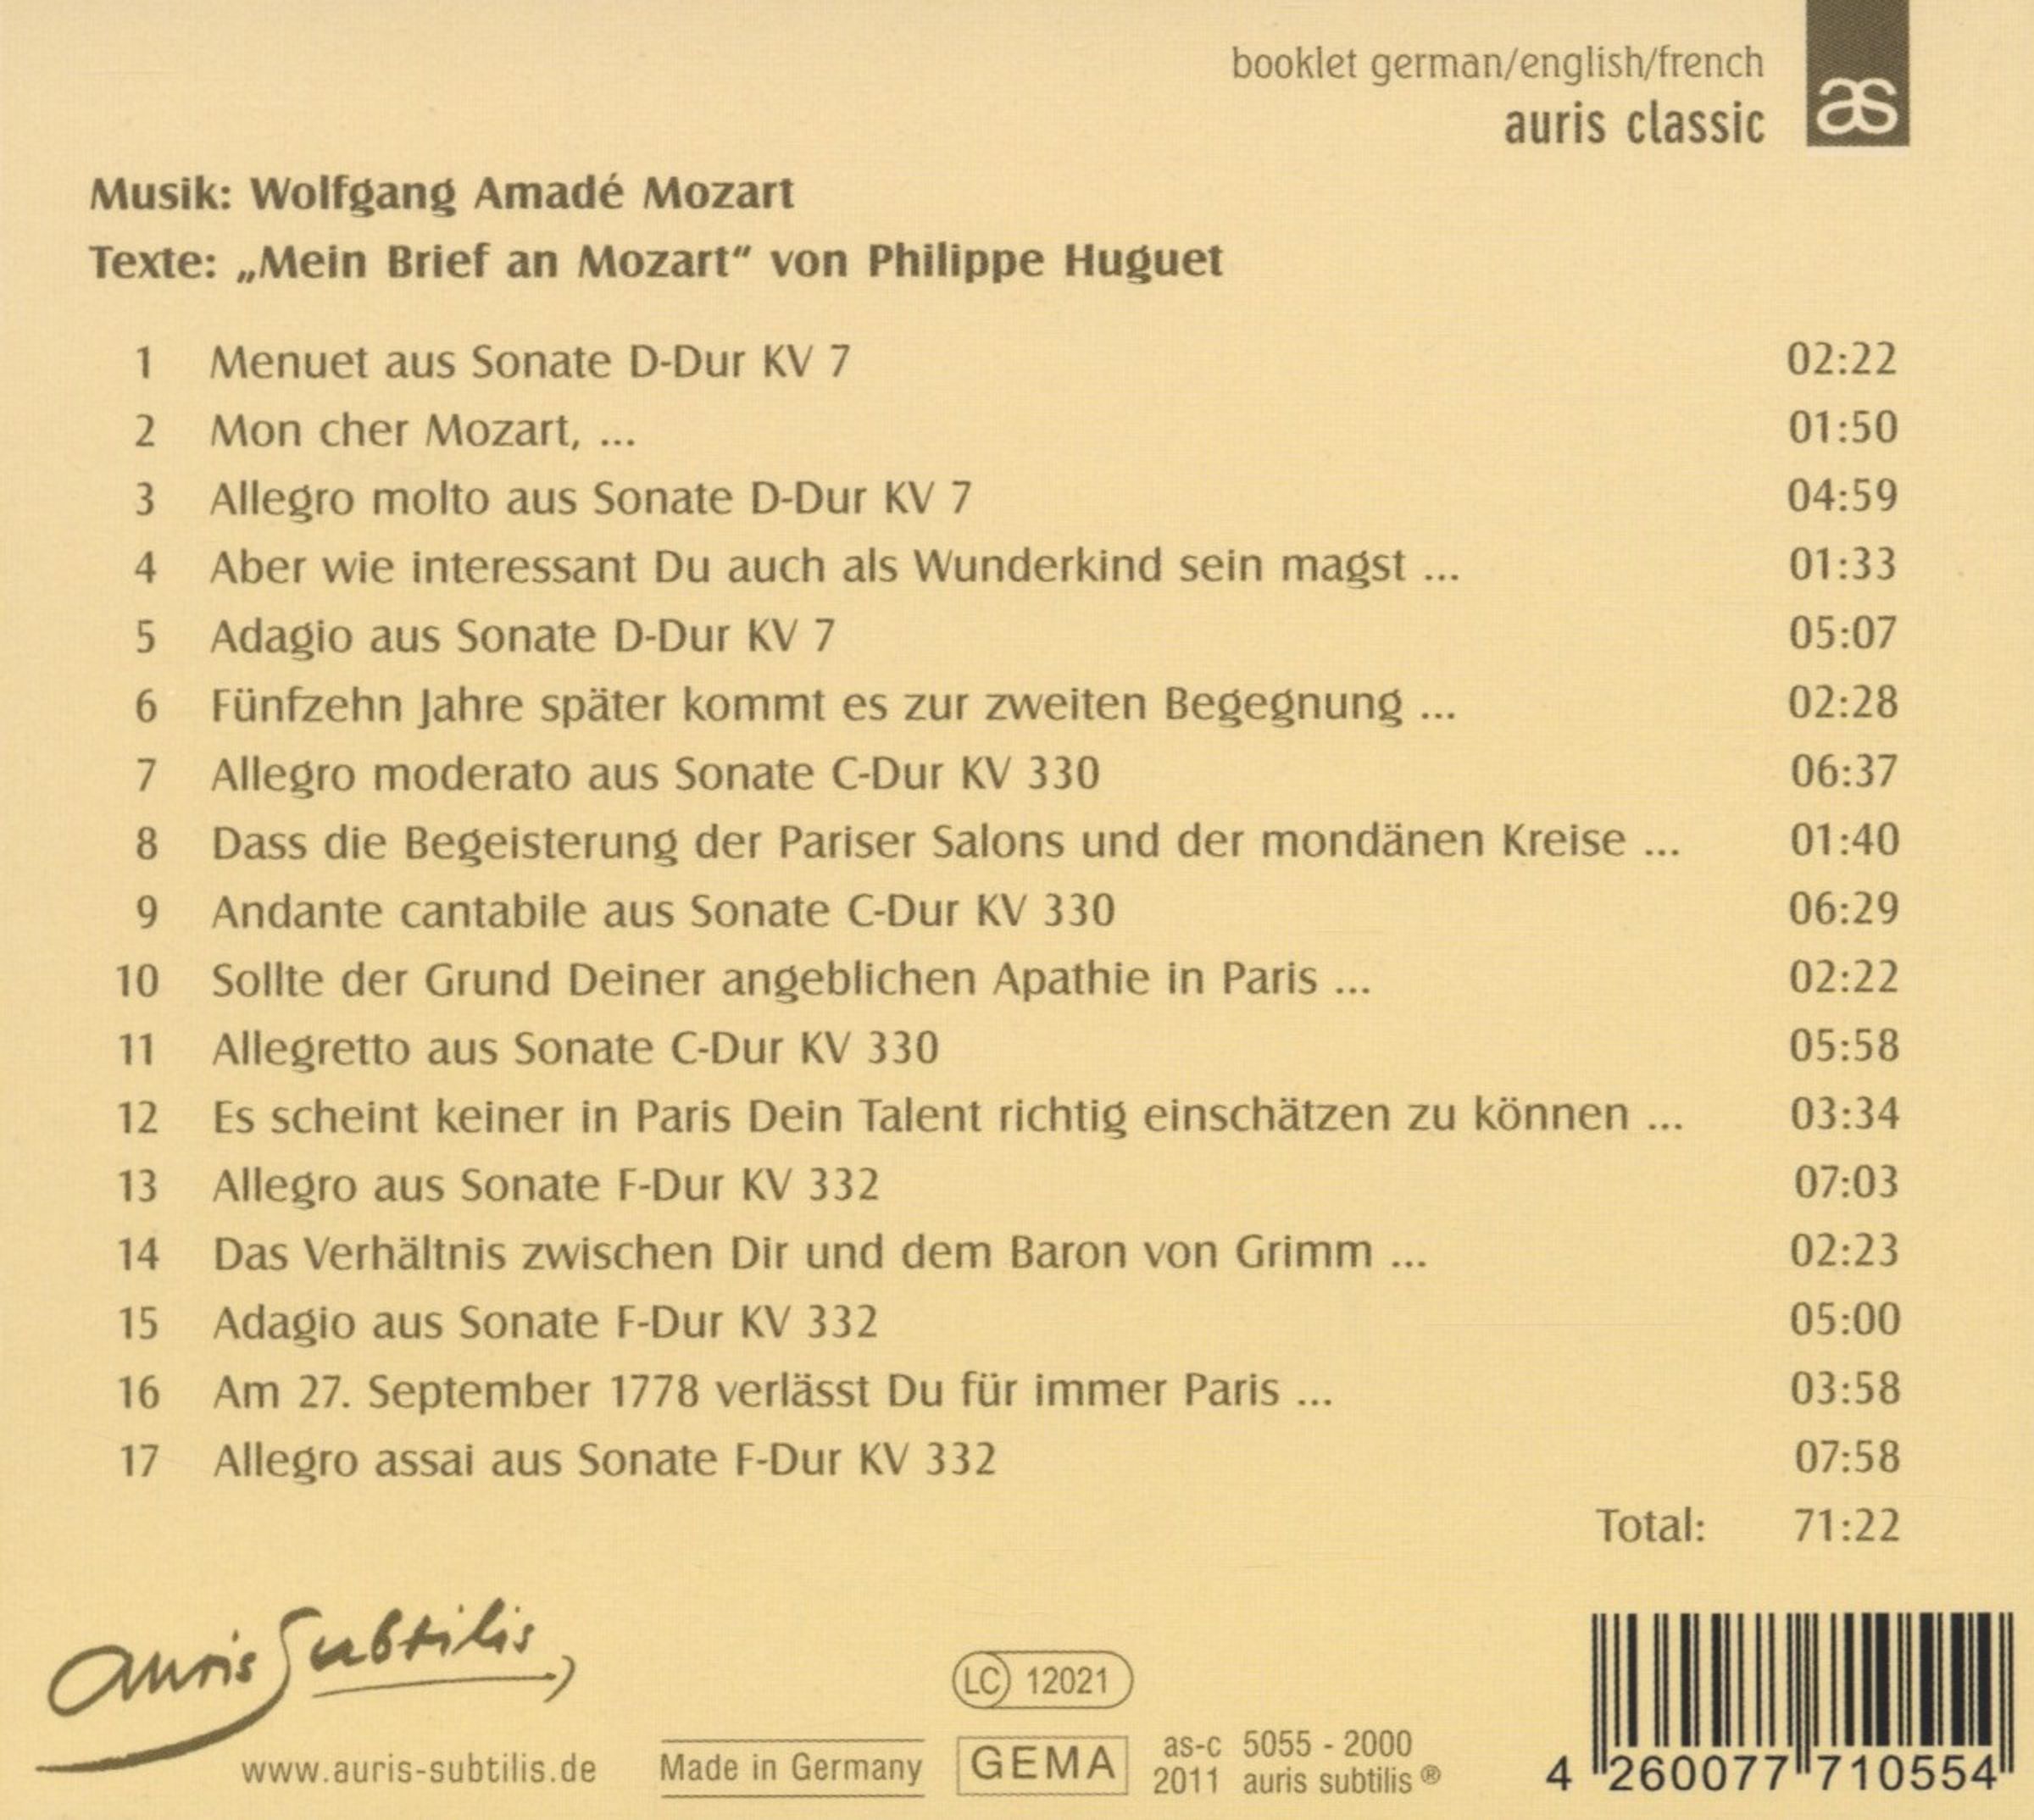 booklet german/english/french
auris classic
as
Musik: Wolfgang Amadé Mozart
Texte: „Mein Brief an Mozart“ von Philippe Huguet
1 Menuet aus Sonate D-Dur KV 7 02:22
2 Mon cher Mozart, ... 01:50
3 Allegro molto aus Sonate D-Dur KV 7 04:59
4 Aber wie interessant Du auch als Wunderkind sein magst ... 01:33
5 Adagio aus Sonate D-Dur KV 7 05:07
6 Fünfzehn Jahre später kommt es zur zweiten Begegnung ... 02:28
7 Allegro moderato aus Sonate C-Dur KV 330 06:37
8 Dass die Begeisterung der Pariser Salons und der mondänen Kreise ... 01:40
9 Andante cantabile aus Sonate C-Dur KV 330 06:29
10 Sollte der Grund Deiner angeblichen Apathie in Paris ... 02:22
11 Allegretto aus Sonate C-Dur KV 330 05:58
12 Es scheint keiner in Paris Dein Talent richtig einschätzen zu können ... 03:34
13 Allegro aus Sonate F-Dur KV 332 07:03
14 Das Verhältnis zwischen Dir und dem Baron von Grimm ... 02:23
15 Adagio aus Sonate F-Dur KV 332 05:00
16 Am 27. September 1778 verlässt Du für immer Paris ... 03:58
17 Allegro assai aus Sonate F-Dur KV 332 07:58
Total: 71:22
auris subtilis
www.auris-subtilis.de
Made in Germany
LC 12021
GEMA
as-c 5055 - 2000
2011 auris subtilis ®
4 260077 710554